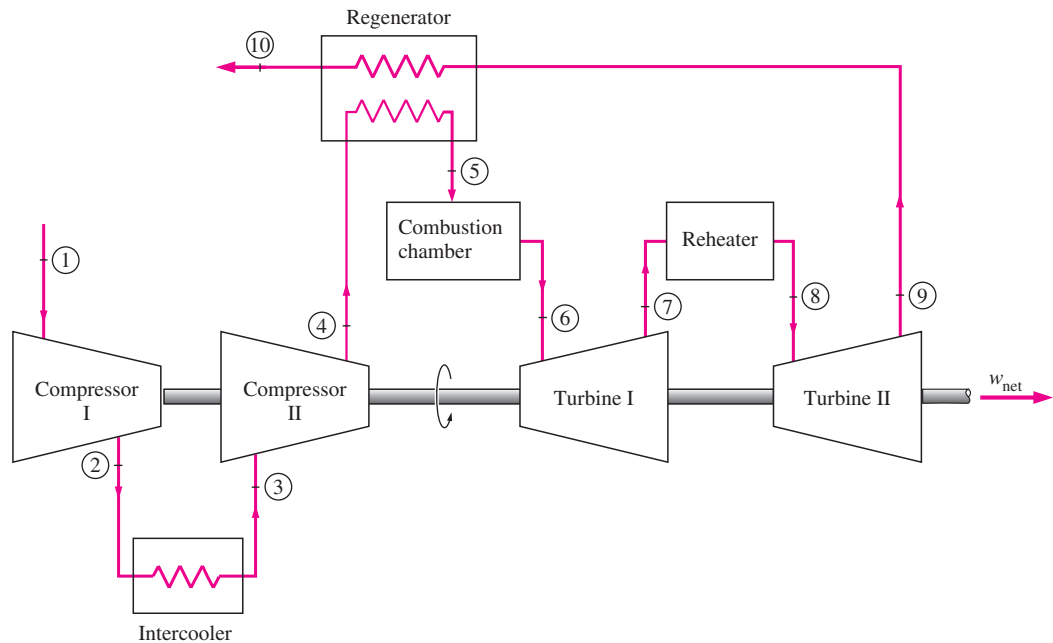 Regenerator
10
5
Combustion
chamber
Reheater
1
4
6
7
8
9
Compressor
I
Compressor
II
Turbine I
Turbine II
w_net
2
3
Intercooler